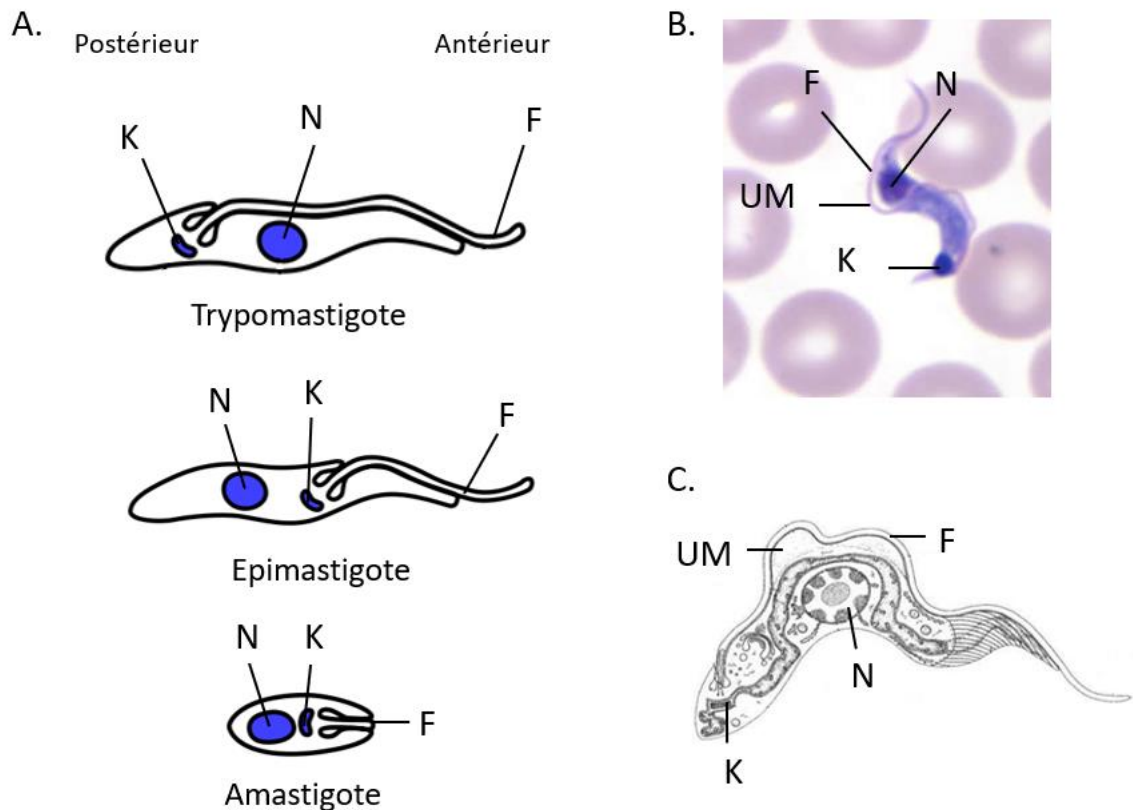 A.
Postérieur Antérieur
K N F
Trypomastigote
N K F
Epimastigote
N K F
Amastigote
B.
F N
UM
K
C.
UM F
N
K